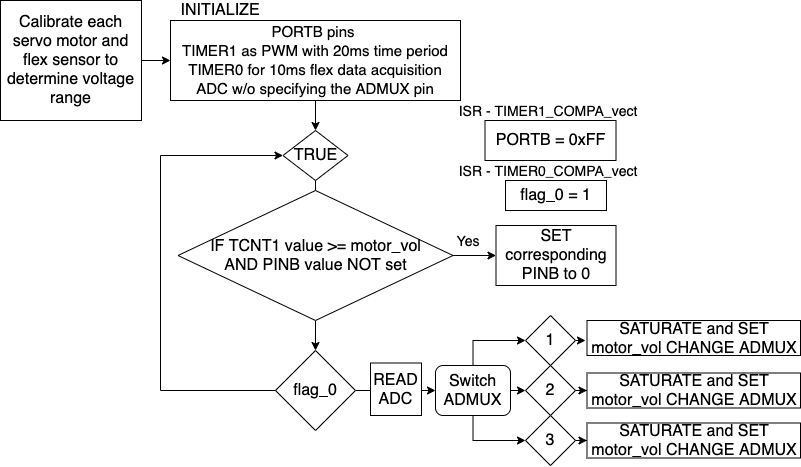 Calibrate each
servo motor and
flex sensor to
determine voltage
range
INITIALIZE
PORTB pins
TIMER1 as PWM with 20ms time period
TIMER0 for 10ms flex data acquisition
ADC w/o specifying the ADMUX pin
ISR - TIMER1_COMPA_vect
PORTB = 0xFF
ISR - TIMER0_COMPA_vect
flag_0 = 1
TRUE
IF TCNT1 value >= motor_vol
AND PINB value NOT set
Yes
SET
corresponding
PINB to 0
flag_0
READ
ADC
Switch
ADMUX
1
SATURATE and SET
motor_vol CHANGE ADMUX
2
SATURATE and SET
motor_vol CHANGE ADMUX
3
SATURATE and SET
motor_vol CHANGE ADMUX